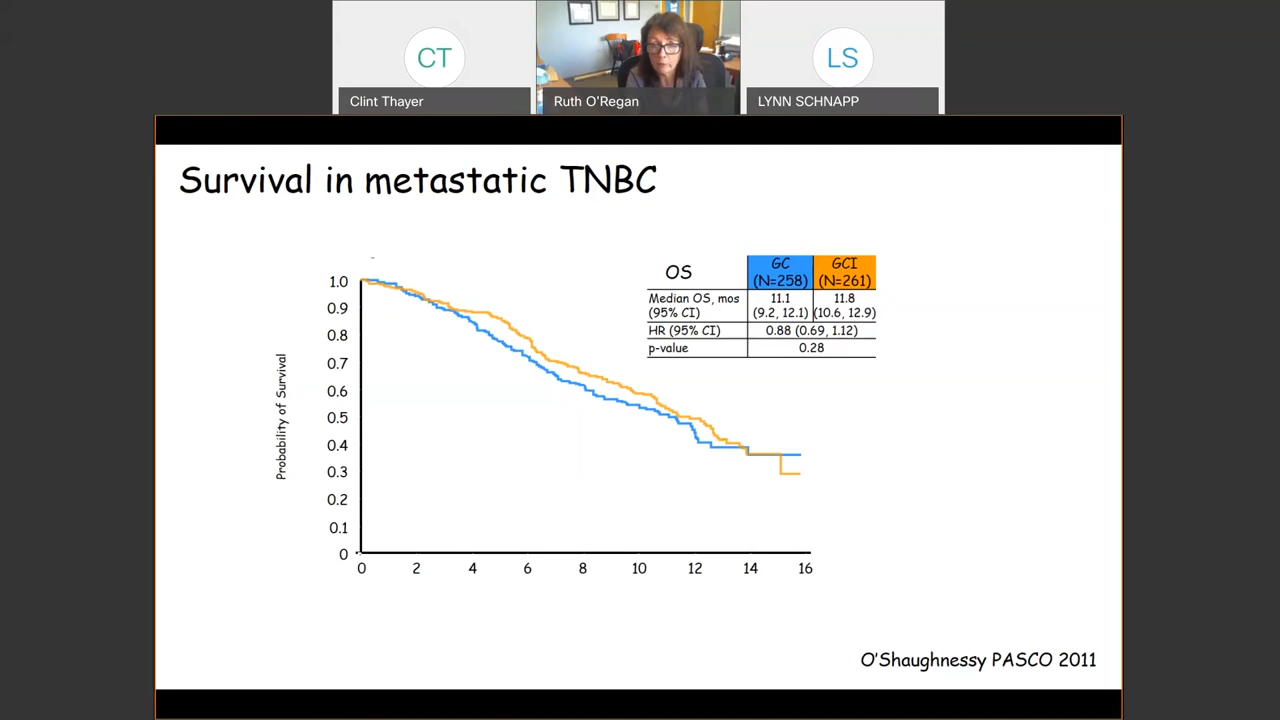 CT
LS
Clint Thayer
Ruth O'Regan
LYNN SCHNAPP
Survival in metastatic TNBC
OS
GC
(N=258)
GCI
(N=261)
Median OS, mos
(95% CI)
11.1
(9.2, 12.1)
11.8
(10.6, 12.9)
HR (95% CI)
0.88 (0.69, 1.12)
p-value
0.28
Probability of Survival
1.0
0.9
0.8
0.7
0.6
0.5
0.4
0.3
0.2
0.1
0
0 2 4 6 8 10 12 14 16
O'Shaughnessy PASCO 2011